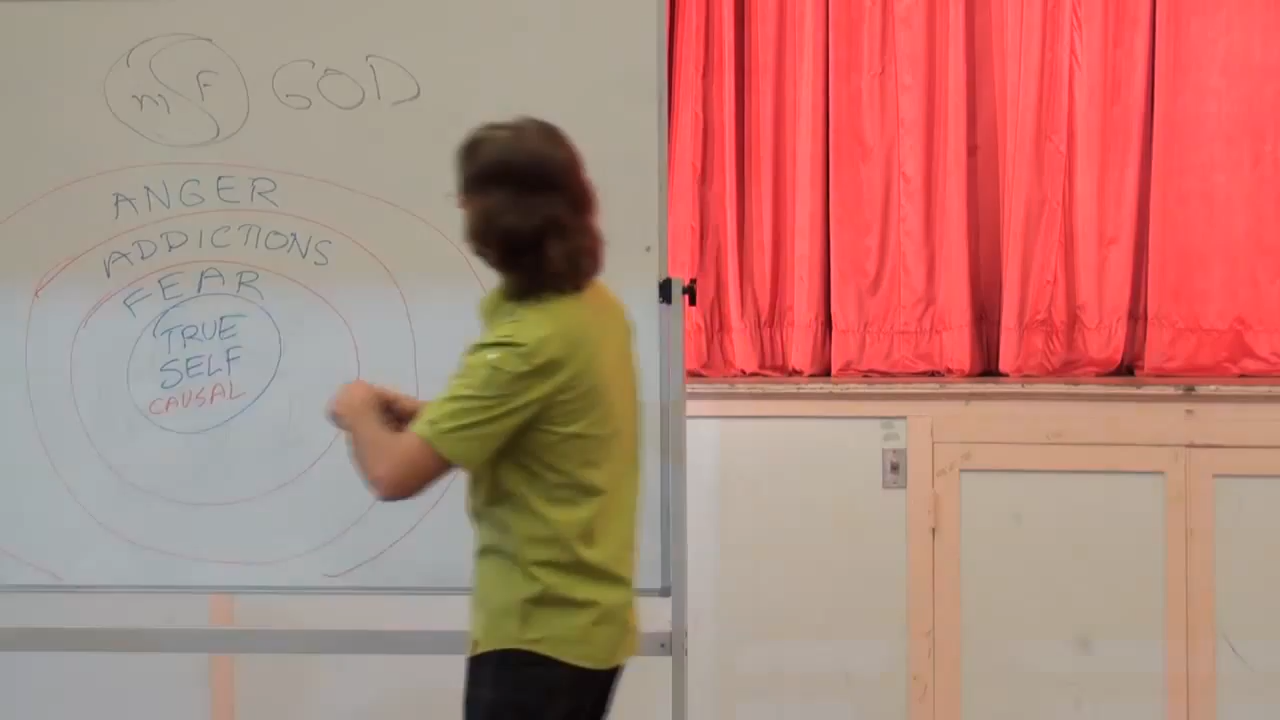 m F GOD
ANGER
ADDICTIONS
FEAR
TRUE
SELF
CAUSAL